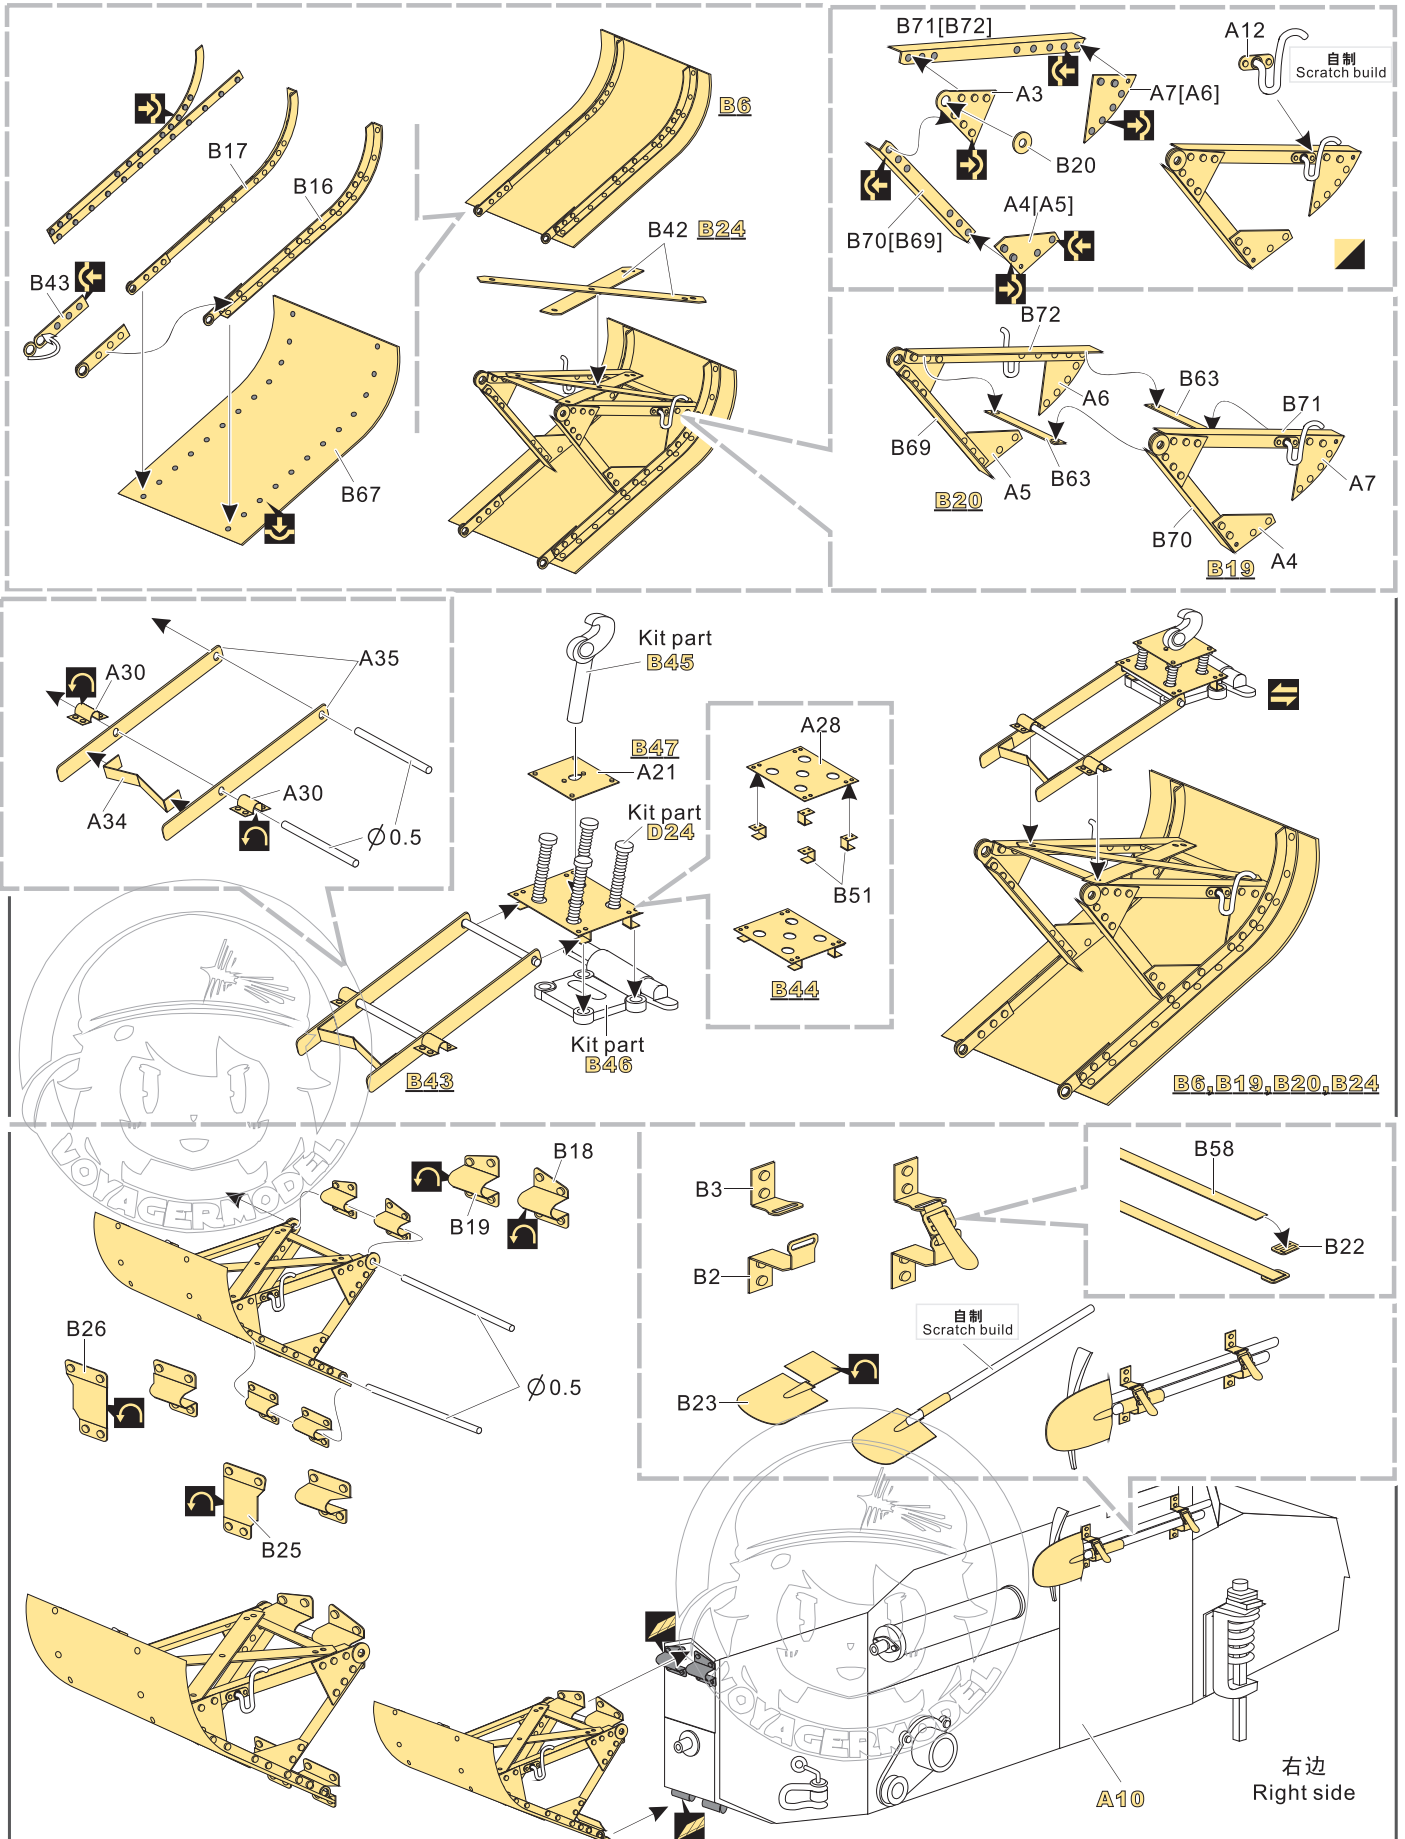 B17
B16
B43
B67
B6
B42 B24
B71[B72]
A3
A7[A6]
B20
A4[A5]
B70[B69]
A12
自制
Scratch build
B72
A6
B63
B71
B69
A5
B63
A7
B20
B70
A4
B19
A35
A30
A30
A34
Ø0.5
Kit part
B45
B47
A21
Kit part
D24
A28
B51
B44
Kit part
B46
B43
B6,B19,B20,B24
VOYAGERMODEL
B18
B19
B26
Ø0.5
B25
B3
B2
B58
B22
自制
Scratch build
B23
VOYAGERMODEL
A10
右边
Right side